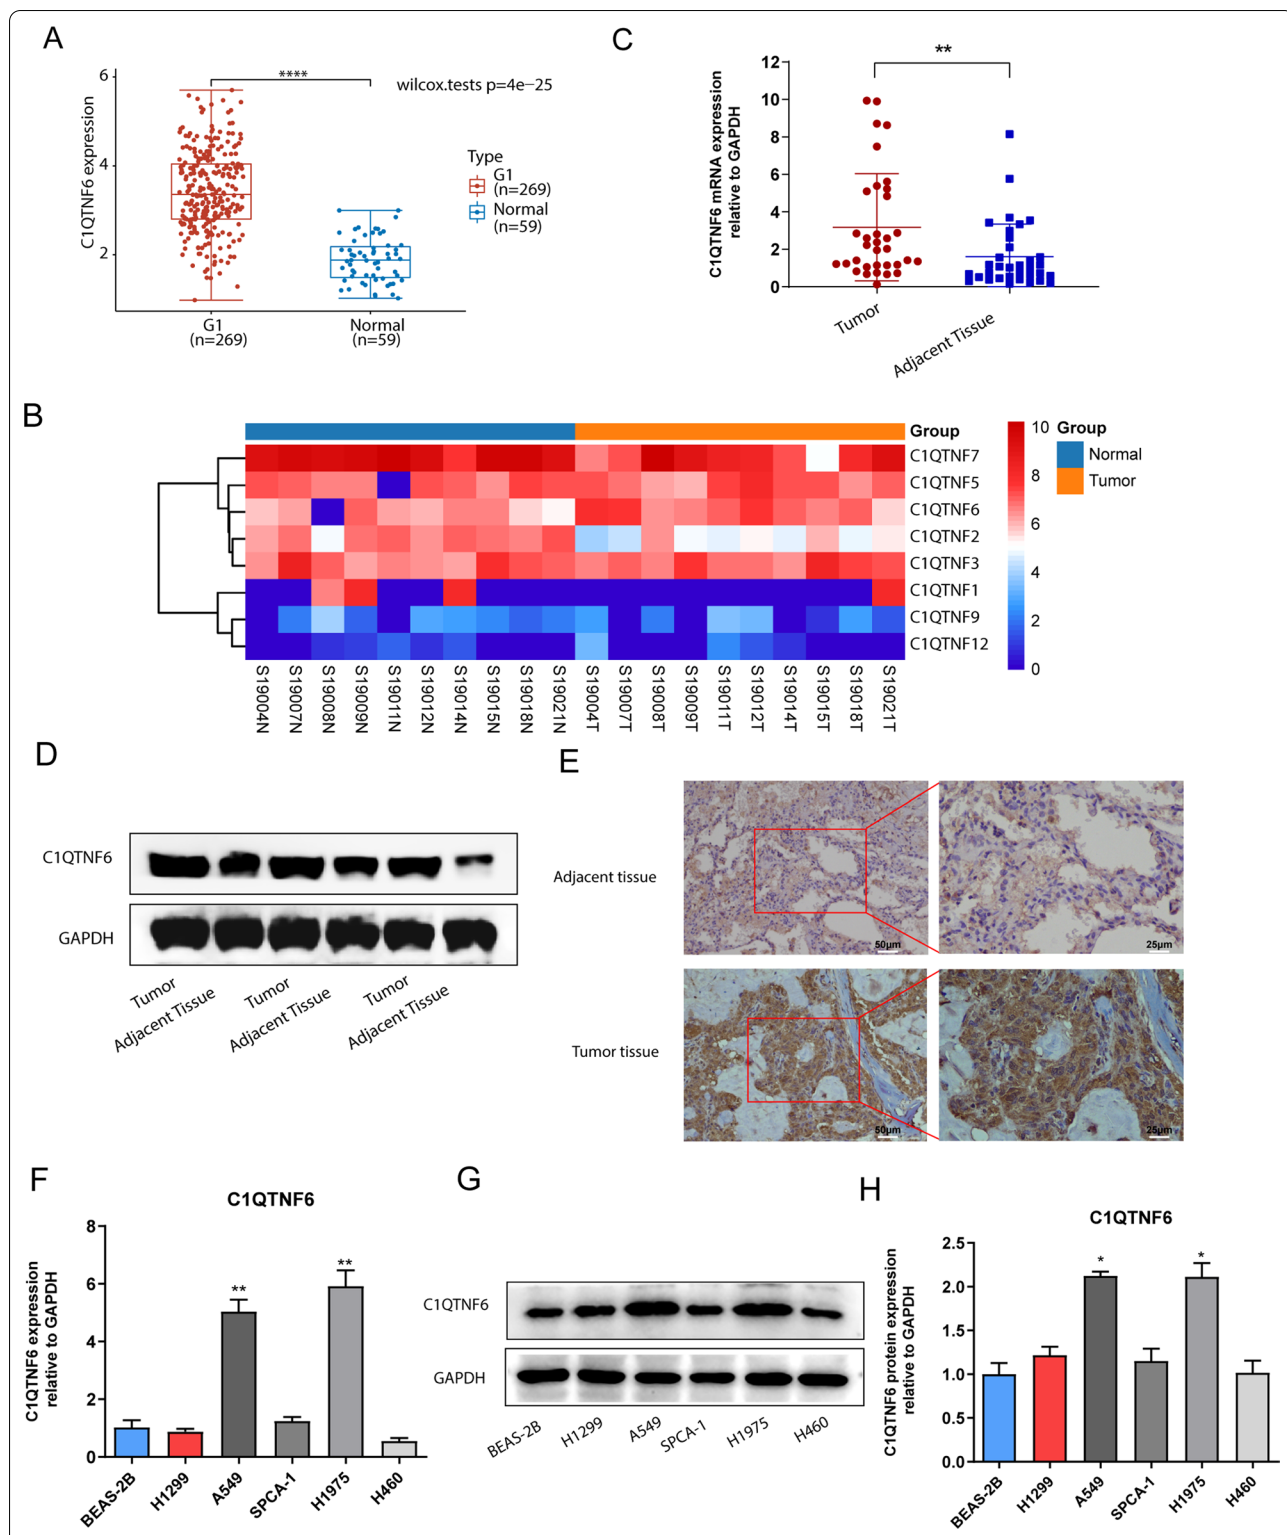 A
6
4
2
C1QTNF6 expression
****
wilcox.tests p=4e−25
Type
G1
(n=269)
Normal
(n=59)
G1
(n=269)
Normal
(n=59)
C
12
10
8
6
4
2
0
C1QTNF6 mRNA expression
relative to GAPDH
**
Tumor
Adjacent Tissue
B
Group
C1QTNF7
C1QTNF5
C1QTNF6
C1QTNF2
C1QTNF3
C1QTNF1
C1QTNF9
C1QTNF12
10
8
6
4
2
0
Group
Normal
Tumor
S19004N
S19007N
S19008N
S19009N
S19011N
S19012N
S19014N
S19015N
S19018N
S19021N
S19004T
S19007T
S19008T
S19009T
S19011T
S19012T
S19014T
S19015T
S19018T
S19021T
D
C1QTNF6
GAPDH
Tumor
Adjacent Tissue
Tumor
Adjacent Tissue
Tumor
Adjacent Tissue
E
Adjacent tissue
50μm
25μm
Tumor tissue
50μm
25μm
F
C1QTNF6
8
6
4
2
0
C1QTNF6 expression
relative to GAPDH
**
**
BEAS-2B
H1299
A549
SPCA-1
H1975
H460
G
C1QTNF6
GAPDH
BEAS-2B
H1299
A549
SPCA-1
H1975
H460
H
C1QTNF6
2.5
2.0
1.5
1.0
0.5
0.0
C1QTNF6 protein expression
relative to GAPDH
*
*
BEAS-2B
H1299
A549
SPCA-1
H1975
H460